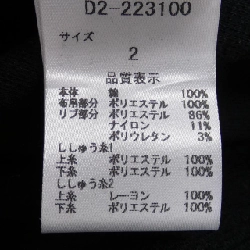 D2-223100
サイズ
2
品質表示
本体 綿 100%
布帛部分 ポリエステル 100%
リブ部分 ポリエステル 86%
ナイロン 11%
ポリウレタン 3%
ししゅう糸1
上糸 ポリエステル 100%
下糸 ポリエステル 100%
ししゅう糸2
上糸 レーヨン 100%
下糸 ポリエステル 100%